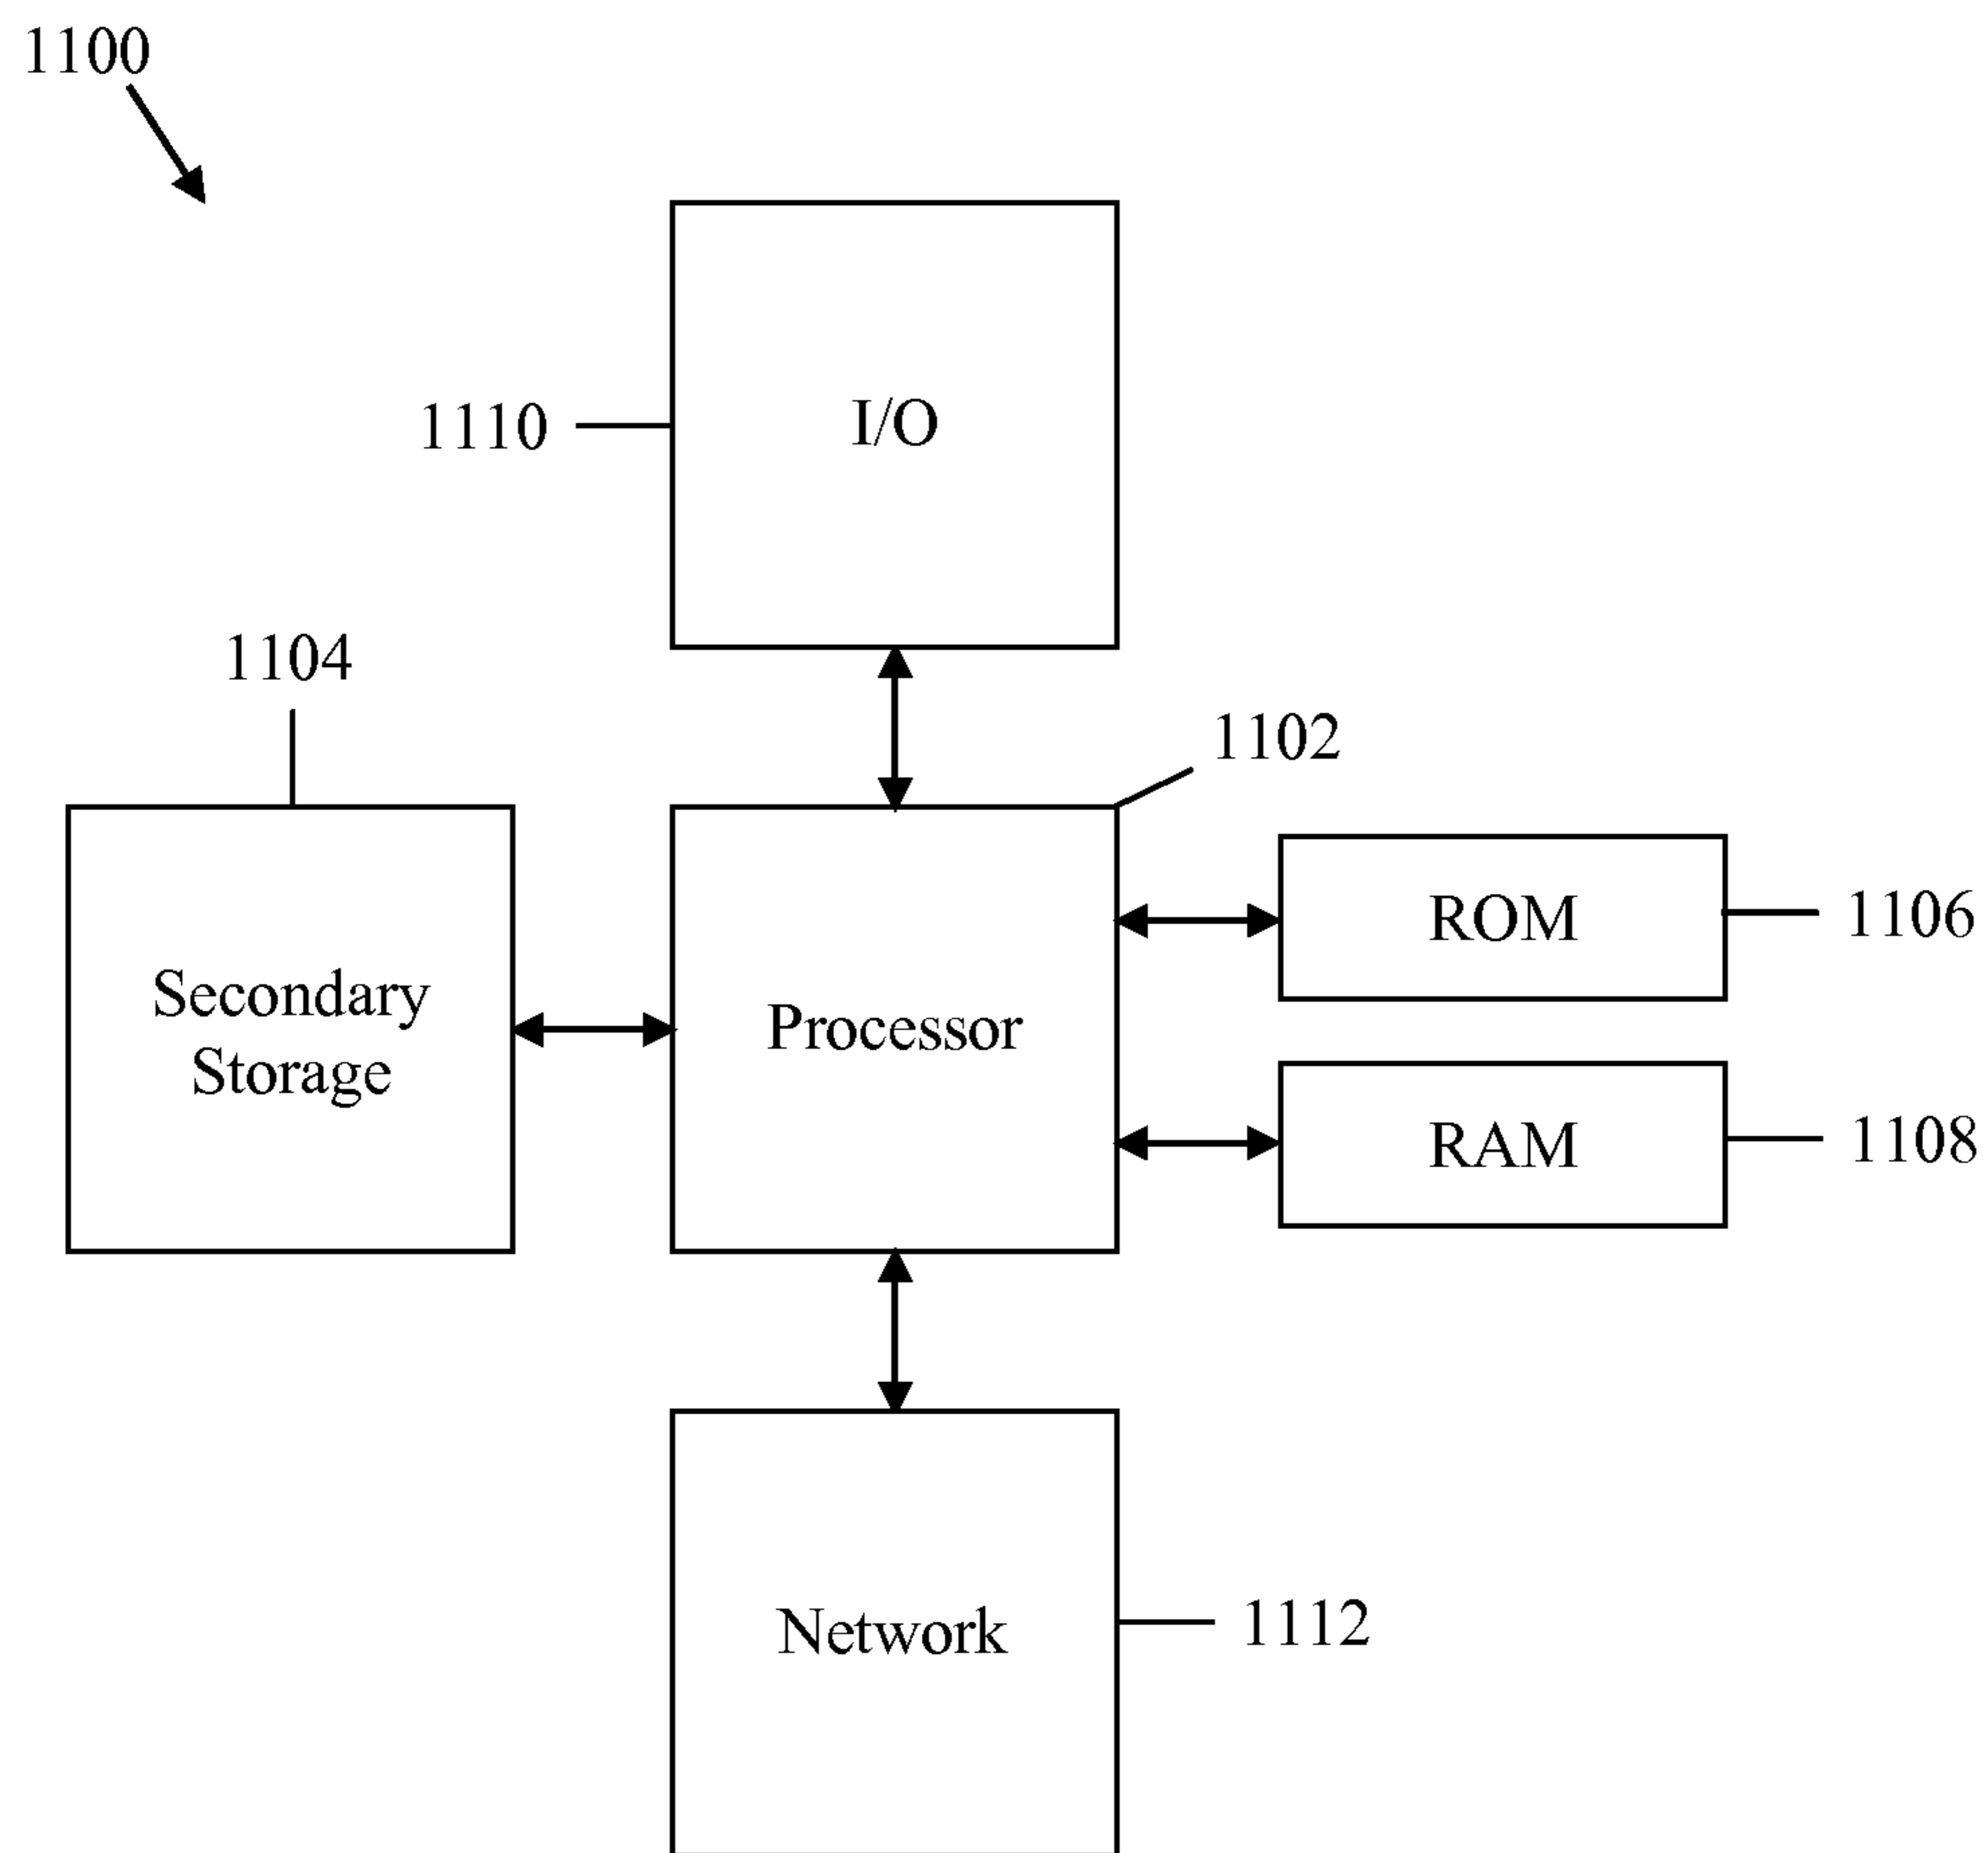 1100
I/O
1110
1104
1102
ROM
1106
Secondary
Storage
Processor
RAM
1108
Network
1112